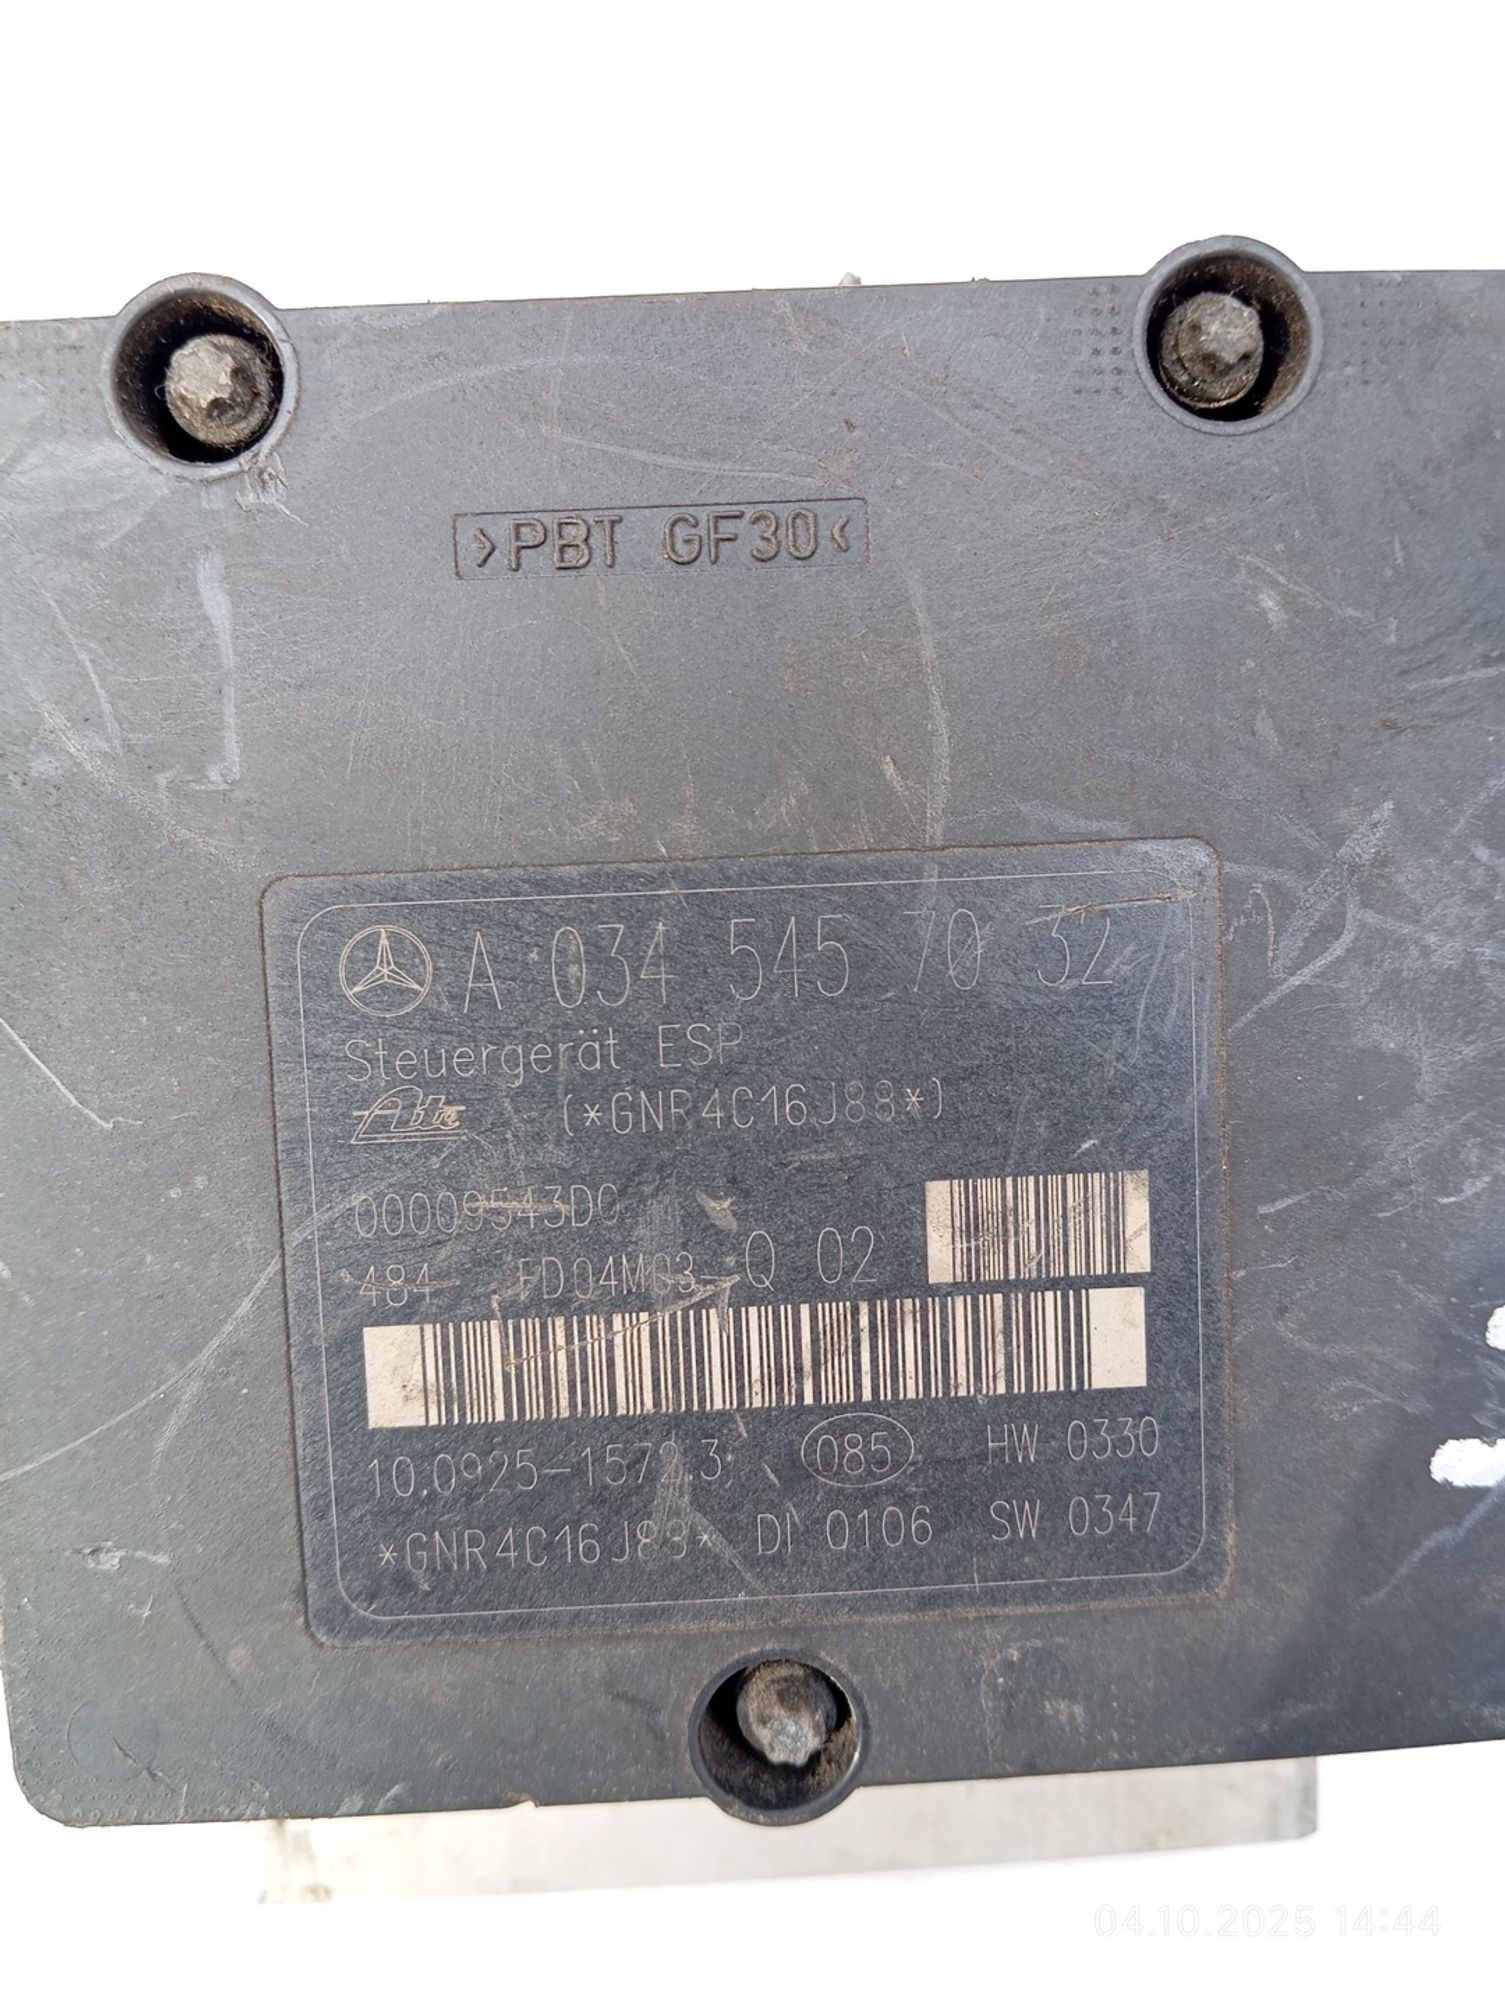 >PBT GF30<
A 034 545 70 32
Steuergerät ESP
Ate (*GNR4C16J88*)
00009543D0
484 FD04M03 Q 02
10.0925-1572.3 085 HW 0330
*GNR4C16J88* DI 0106 SW 0347
04.10.2025 14:44